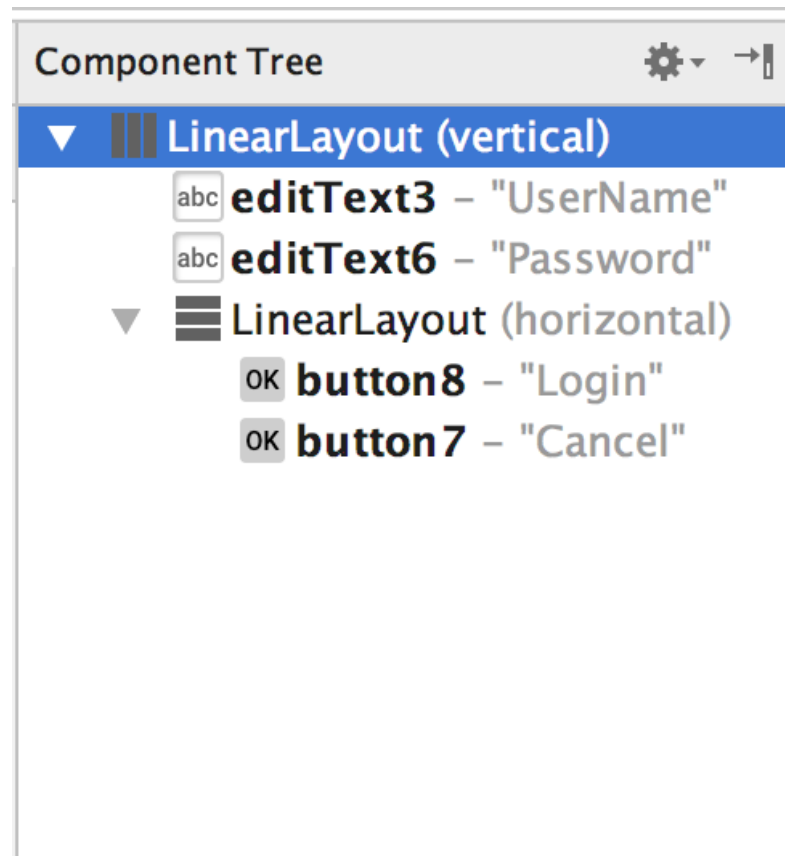 Component Tree
LinearLayout (vertical)
abc editText3 – "UserName"
abc editText6 – "Password"
LinearLayout (horizontal)
OK button8 – "Login"
OK button7 – "Cancel"